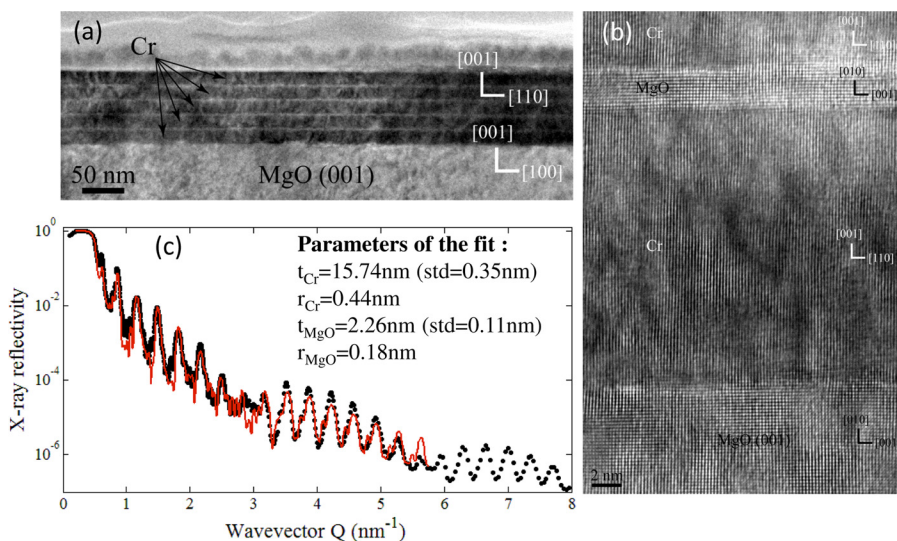 (a)
Cr
[001]
[110]
[001]
[100]
MgO (001)
50 nm
(b)
Cr
[001]
[110]
MgO
[010]
[001]
Cr
[001]
[110]
[010]
[001]
MgO (001)
2 nm
(c)
Parameters of the fit :
t_Cr=15.74nm (std=0.35nm)
r_Cr=0.44nm
t_MgO=2.26nm (std=0.11nm)
r_MgO=0.18nm
X-ray reflectivity
10^0
10^-2
10^-4
10^-6
0 1 2 3 4 5 6 7 8
Wavevector Q (nm^-1)